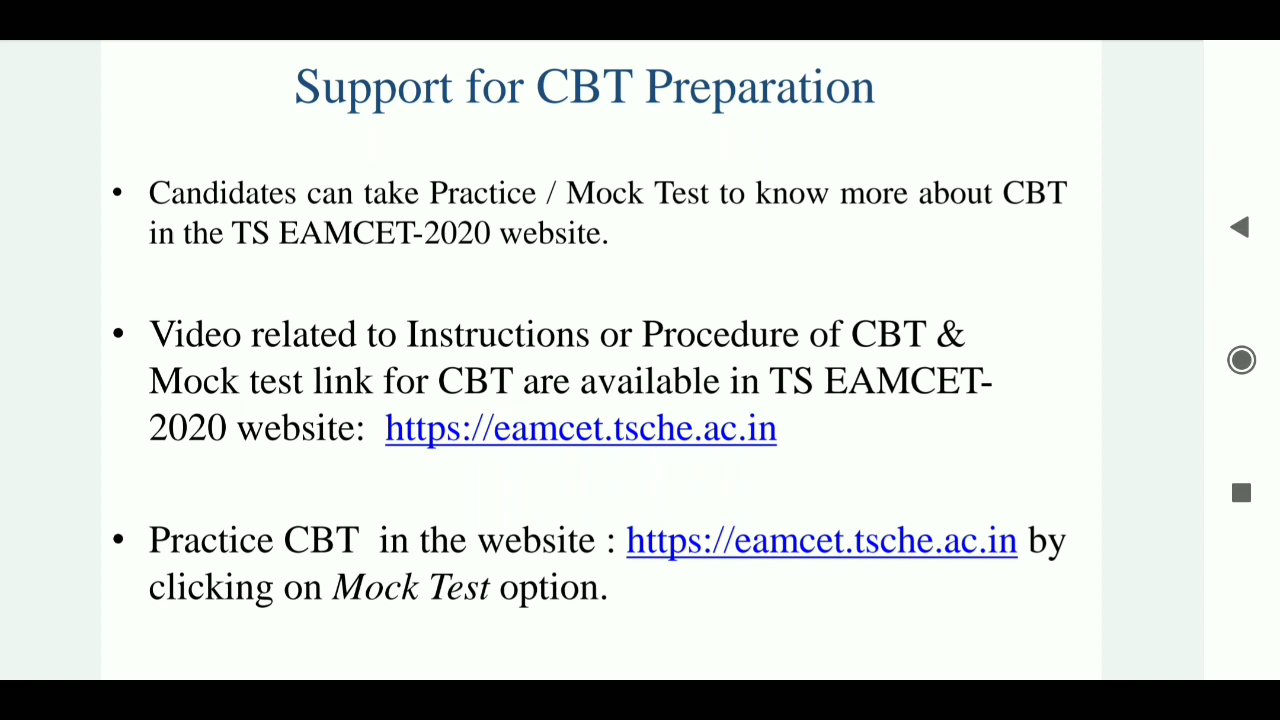 Support for CBT Preparation
• Candidates can take Practice / Mock Test to know more about CBT
in the TS EAMCET-2020 website.
• Video related to Instructions or Procedure of CBT &
Mock test link for CBT are available in TS EAMCET-
2020 website: https://eamcet.tsche.ac.in
• Practice CBT in the website : https://eamcet.tsche.ac.in by
clicking on Mock Test option.